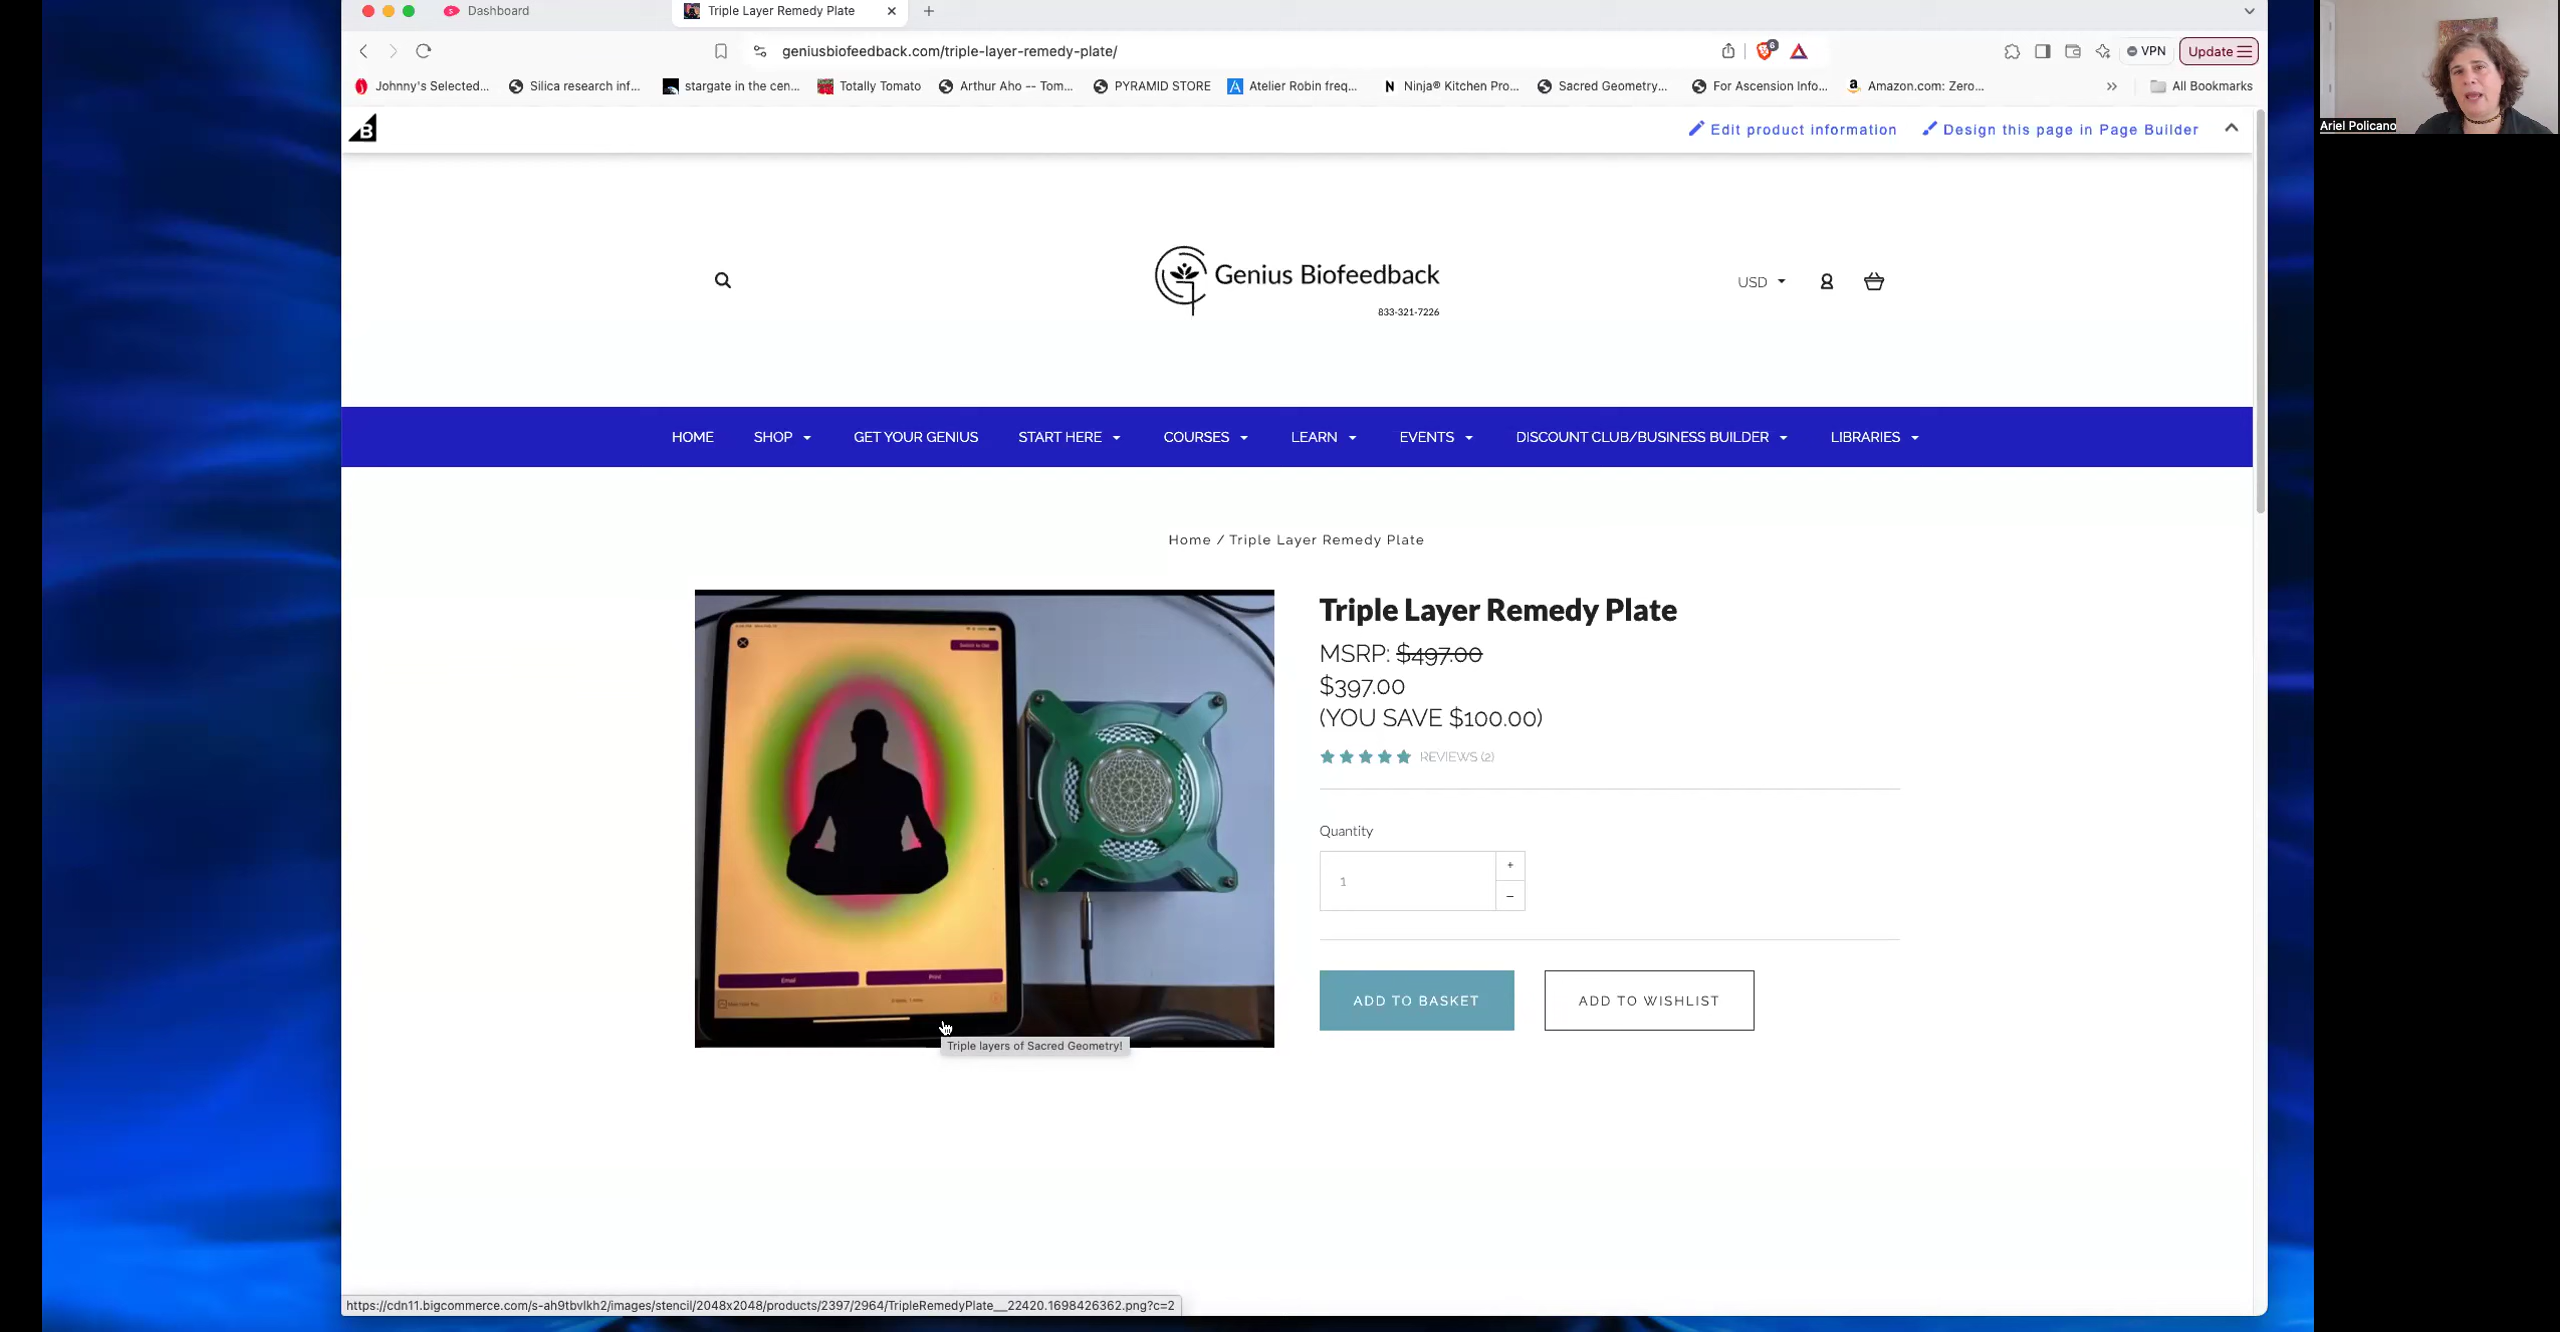 Dashboard
Triple Layer Remedy Plate
geniusbiofeedback.com/triple-layer-remedy-plate/
6
VPN
Update
Johnny's Selected...
Silica research inf...
stargate in the cen...
Totally Tomato
Arthur Aho -- Tom...
PYRAMID STORE
Atelier Robin freq...
Ninja® Kitchen Pro...
Sacred Geometry...
For Ascension Info...
Amazon.com: Zero...
All Bookmarks
Ariel Policano
B
Edit product information
Design this page in Page Builder
Genius Biofeedback
833-321-7226
USD
HOME
SHOP
GET YOUR GENIUS
START HERE
COURSES
LEARN
EVENTS
DISCOUNT CLUB/BUSINESS BUILDER
LIBRARIES
Home / Triple Layer Remedy Plate
Triple Layer Remedy Plate
MSRP: $497.00
$397.00
(YOU SAVE $100.00)
REVIEWS (2)
Quantity
1
+
−
Email
Print
ADD TO BASKET
ADD TO WISHLIST
Triple layers of Sacred Geometry!
https://cdn11.bigcommerce.com/s-ah9tbvlkh2/images/stencil/2048x2048/products/2397/2964/TripleRemedyPlate__22420.1698426362.png?c=2